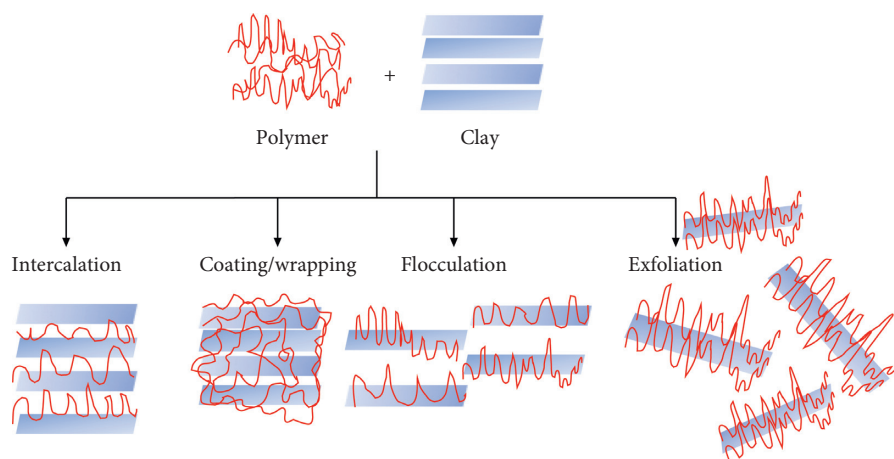 +
Polymer
Clay
Intercalation
Coating/wrapping
Flocculation
Exfoliation